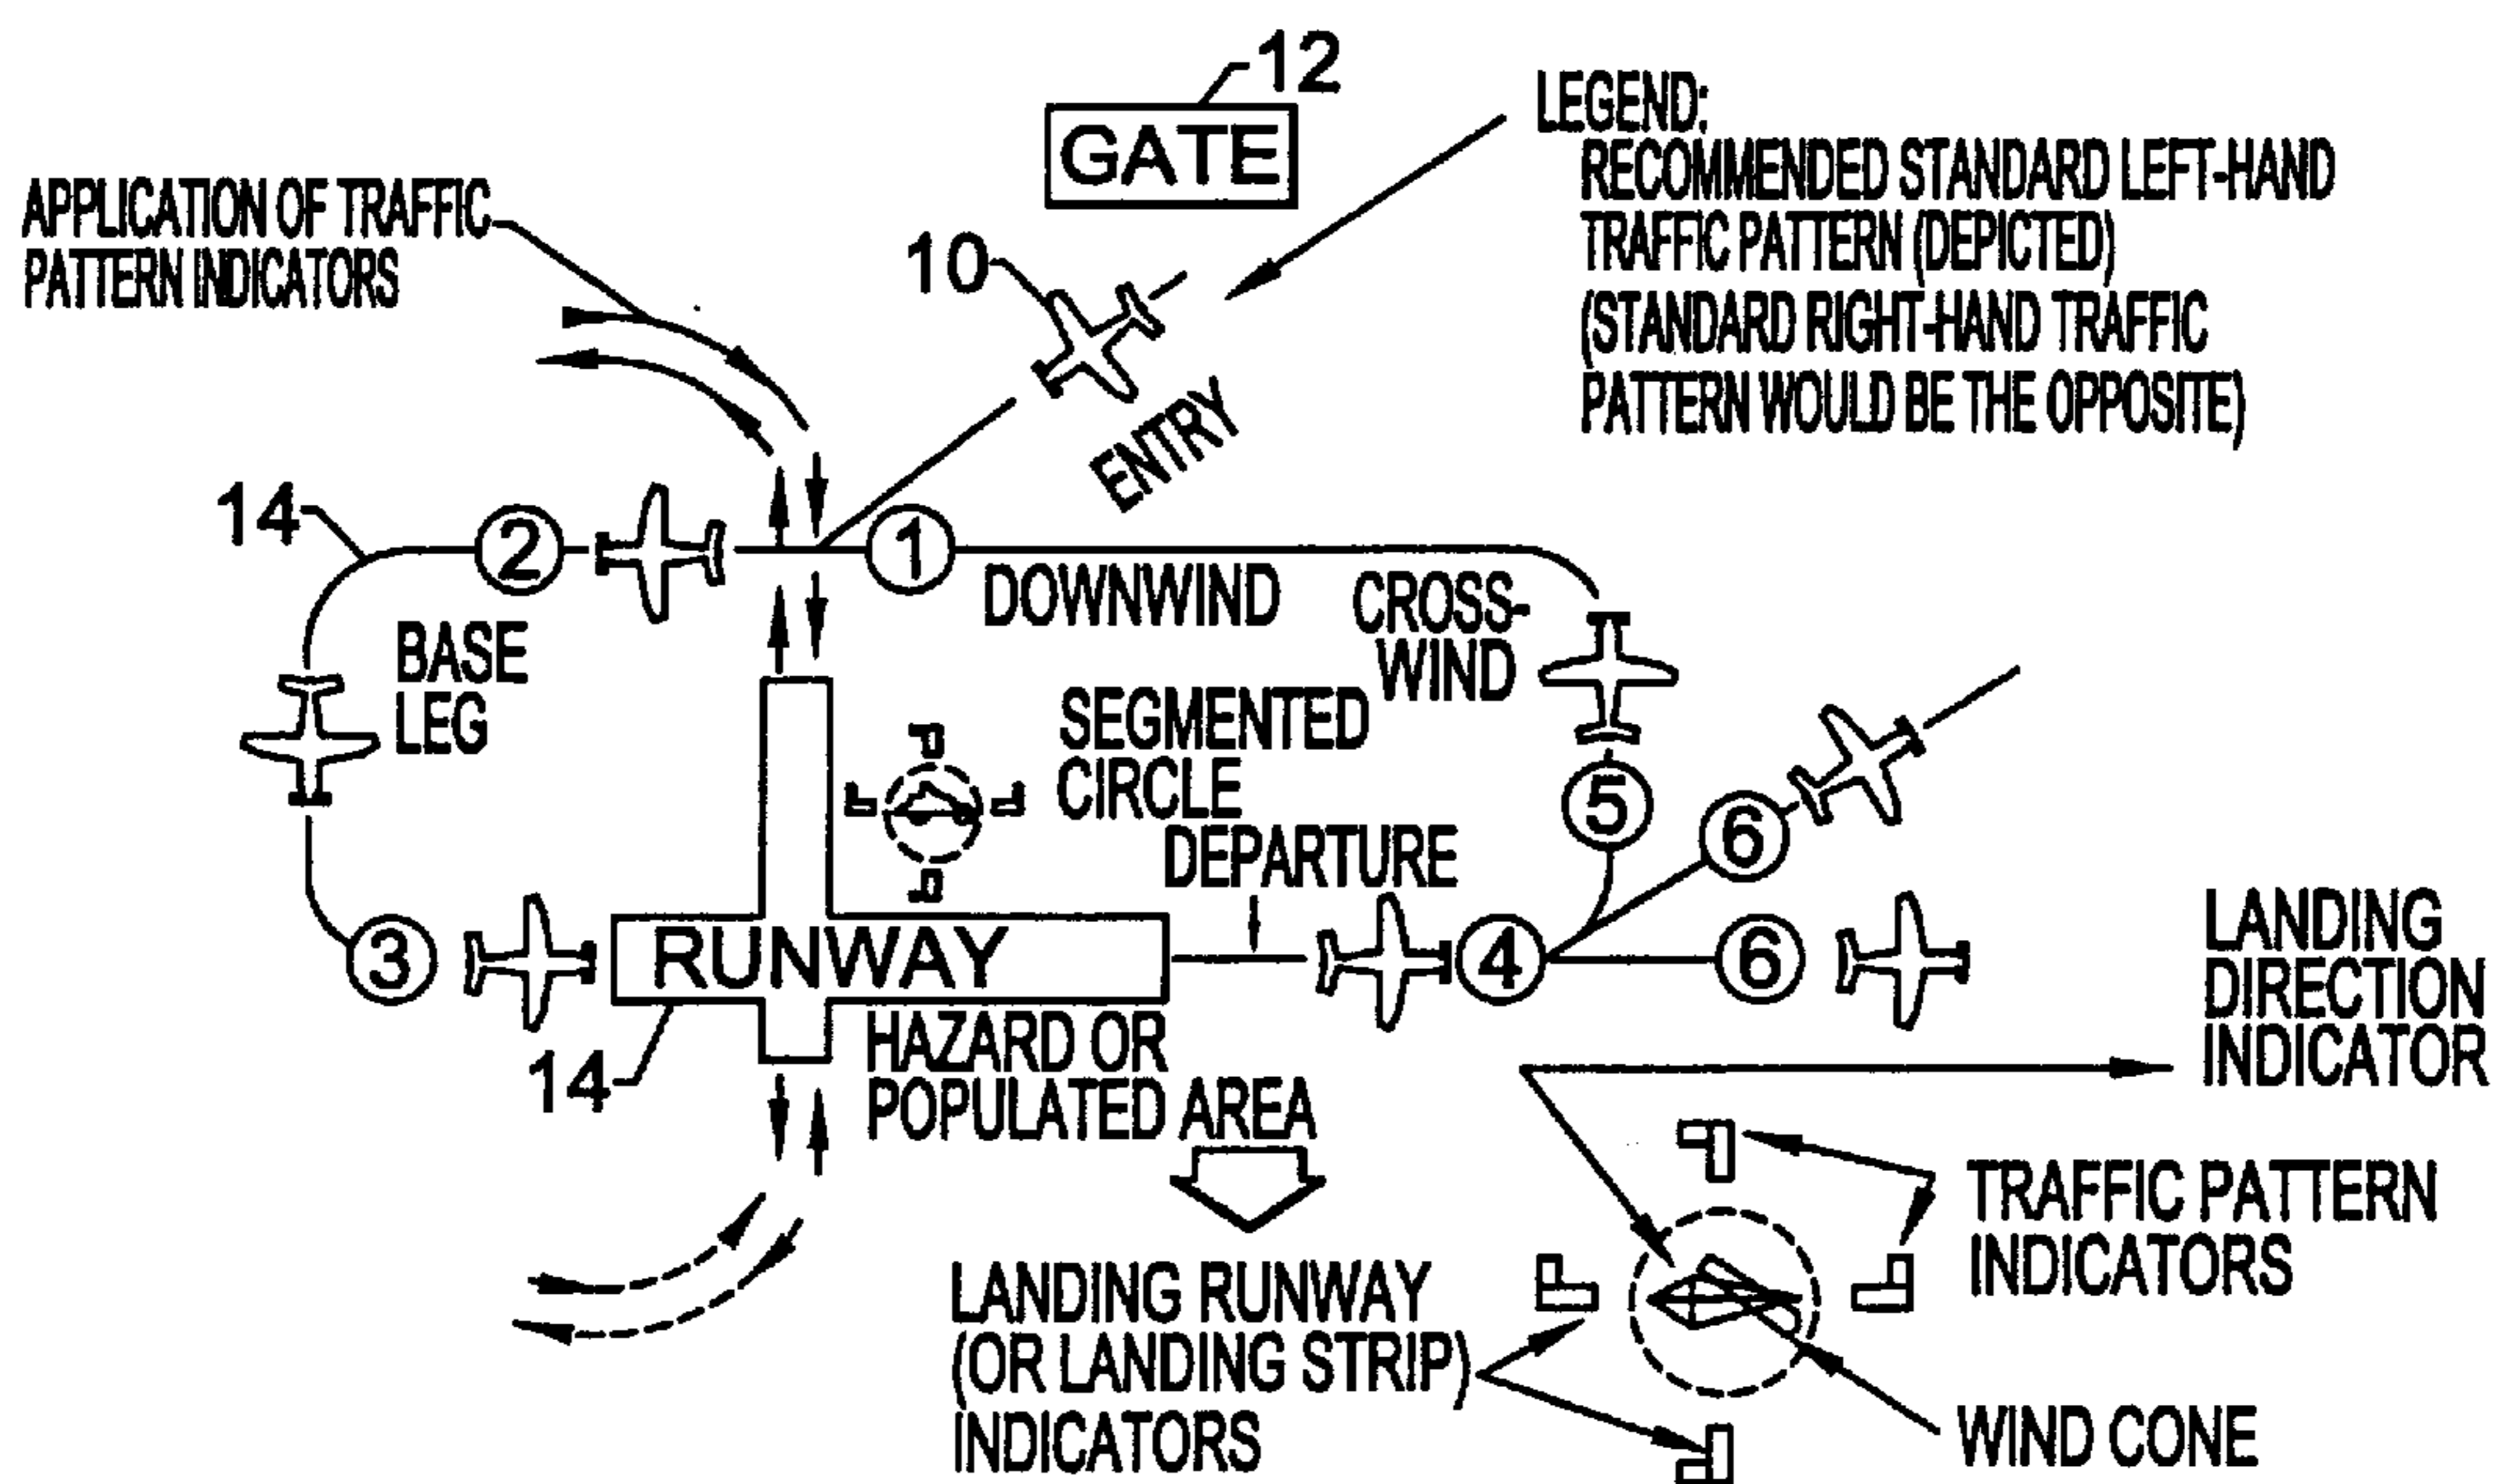 12
GATE
LEGEND:
RECOMMENDED STANDARD LEFT-HAND
TRAFFIC PATTERN (DEPICTED)
(STANDARD RIGHT-HAND TRAFFIC
PATTERN WOULD BE THE OPPOSITE)
APPLICATION OF TRAFFIC
PATTERN INDICATORS
10
ENTRY
14
2
1
DOWNWIND
CROSS-
WIND
BASE
LEG
SEGMENTED
CIRCLE
5
6
DEPARTURE
3
RUNWAY
4
6
LANDING
DIRECTION
INDICATOR
14
HAZARD OR
POPULATED AREA
TRAFFIC PATTERN
INDICATORS
LANDING RUNWAY
(OR LANDING STRIP)
INDICATORS
WIND CONE